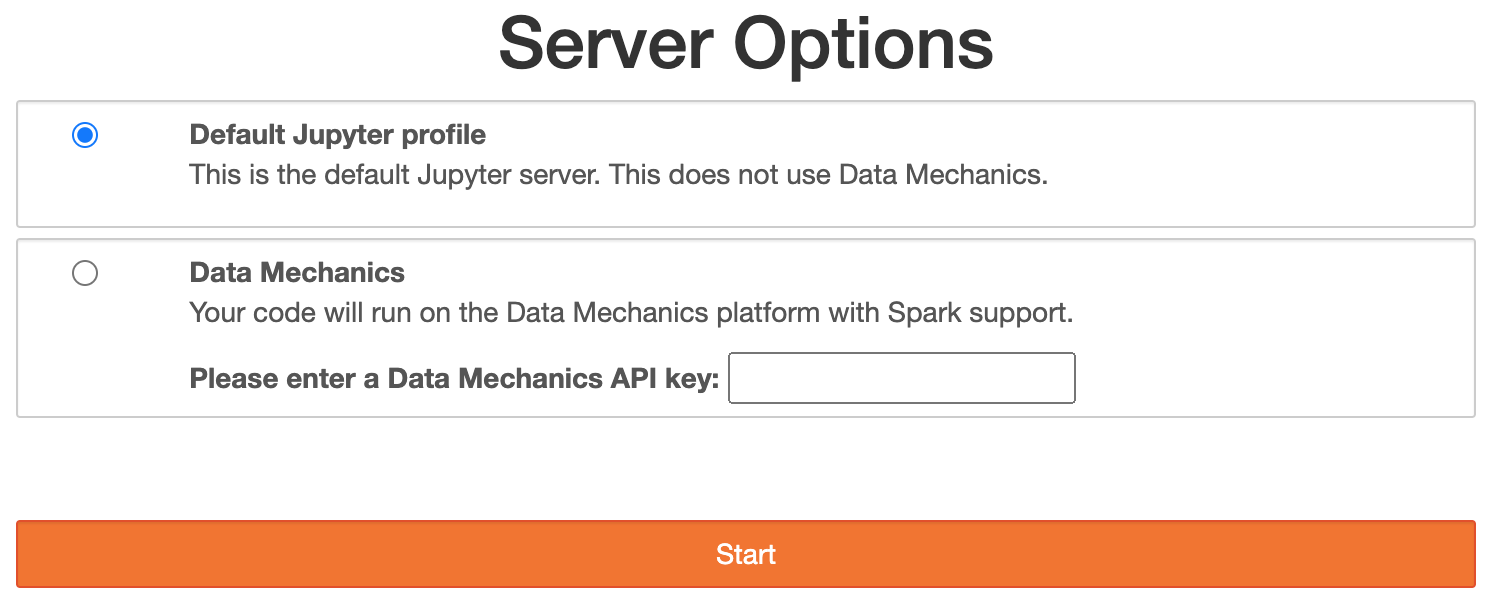 Server Options
Default Jupyter profile
This is the default Jupyter server. This does not use Data Mechanics.
Data Mechanics
Your code will run on the Data Mechanics platform with Spark support.
Please enter a Data Mechanics API key:
Start